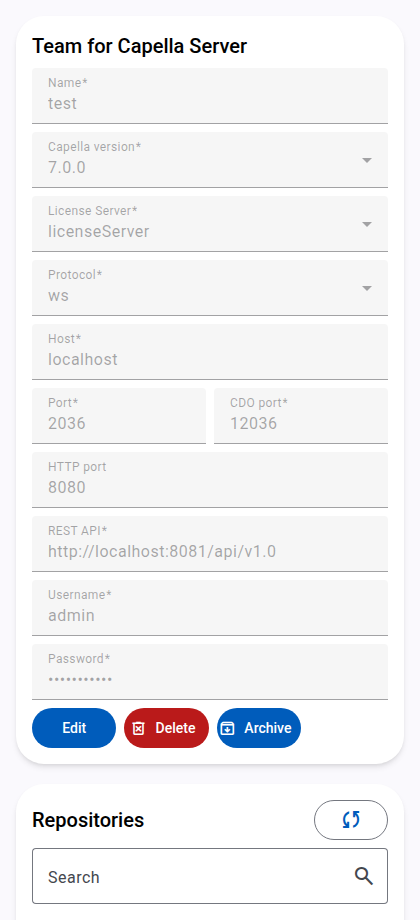 Team for Capella Server
Name*
test
Capella version*
7.0.0
License Server*
licenseServer
Protocol*
ws
Host*
localhost
Port*
CDO port*
2036
12036
HTTP port
8080
REST API*
http://localhost:8081/api/v1.0
Username*
admin
Password*
•••••••••••
Edit
Delete
Archive
Repositories
Search